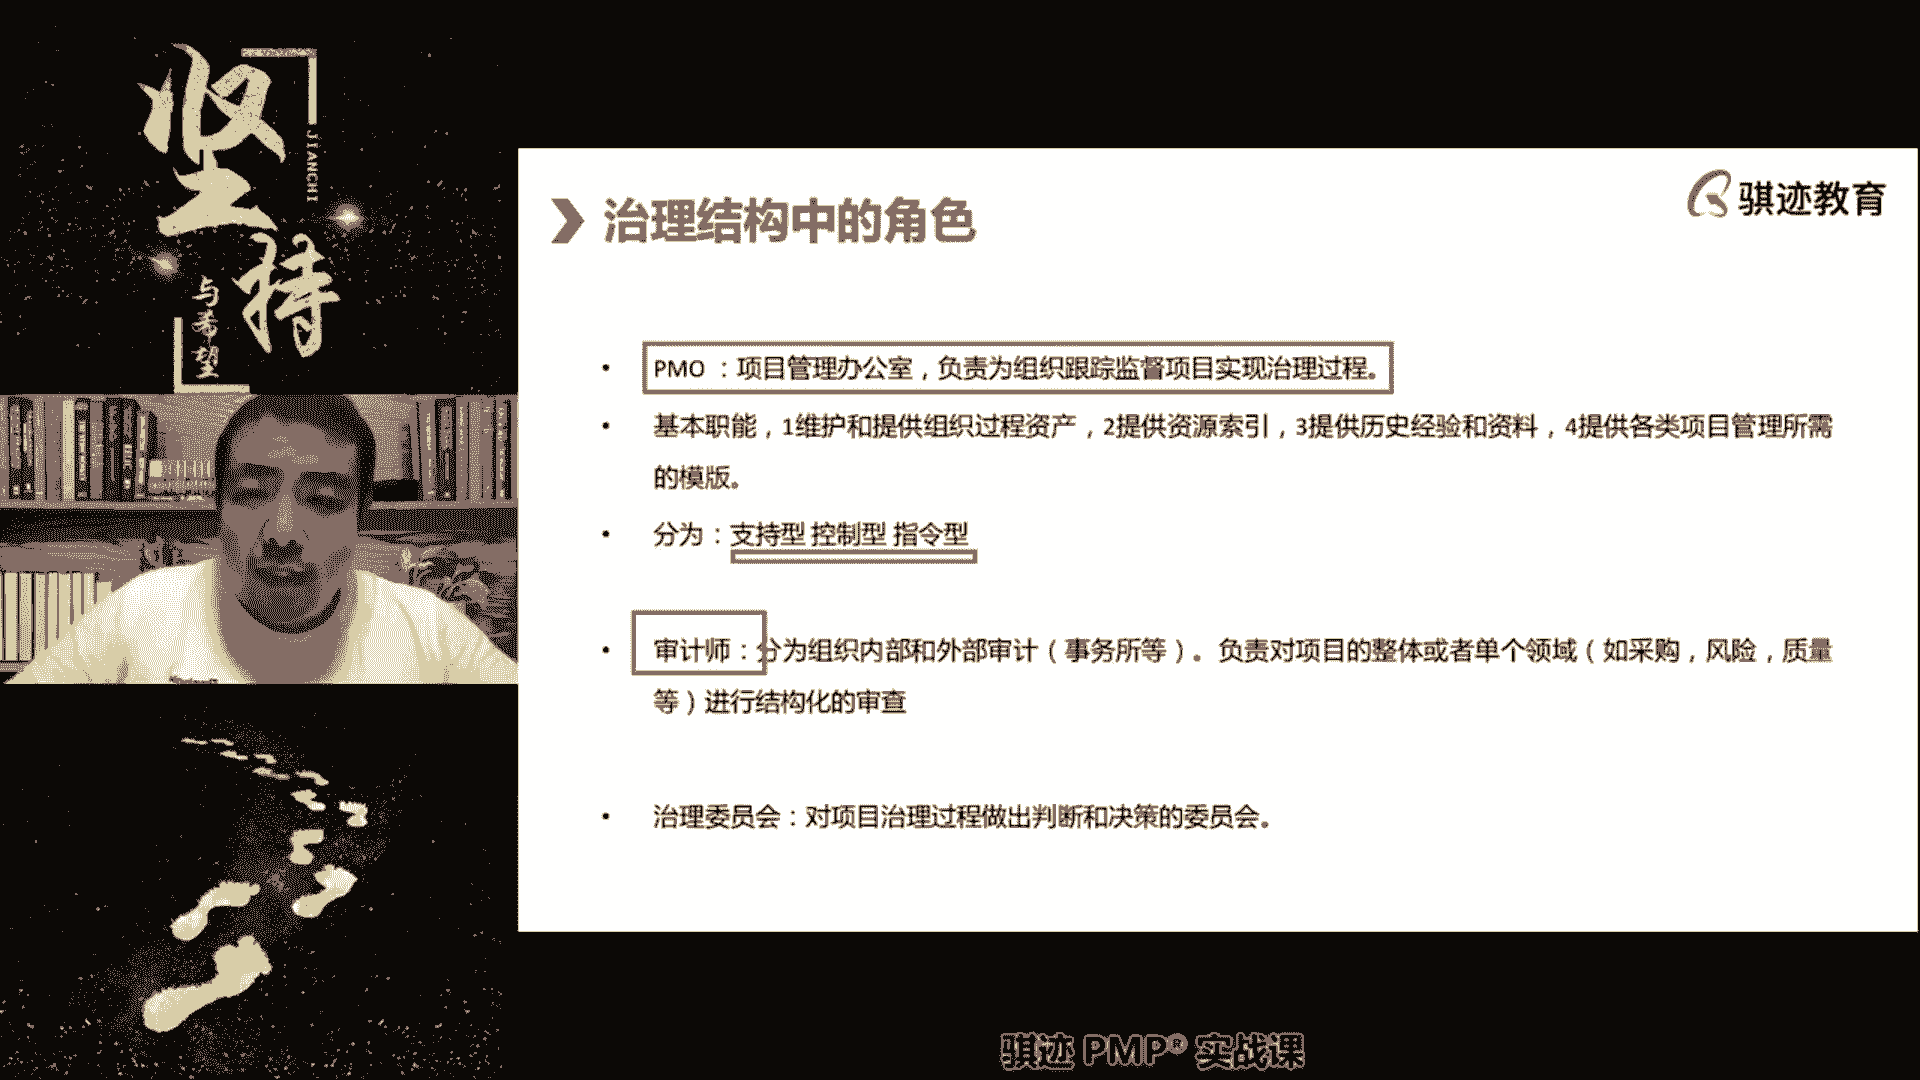 坚持
JIANCHI
与希望
骐迹教育
治理结构中的角色
• PMO ：项目管理办公室，负责为组织跟踪监督项目实现治理过程。
• 基本职能，1维护和提供组织过程资产，2提供资源索引，3提供历史经验和资料，4提供各类项目管理所需
的模版。
• 分为：支持型 控制型 指令型
• 审计师：分为组织内部和外部审计（事务所等）。负责对项目的整体或者单个领域（如采购，风险，质量
等）进行结构化的审查
• 治理委员会：对项目治理过程做出判断和决策的委员会。
骐迹 PMP® 实战课